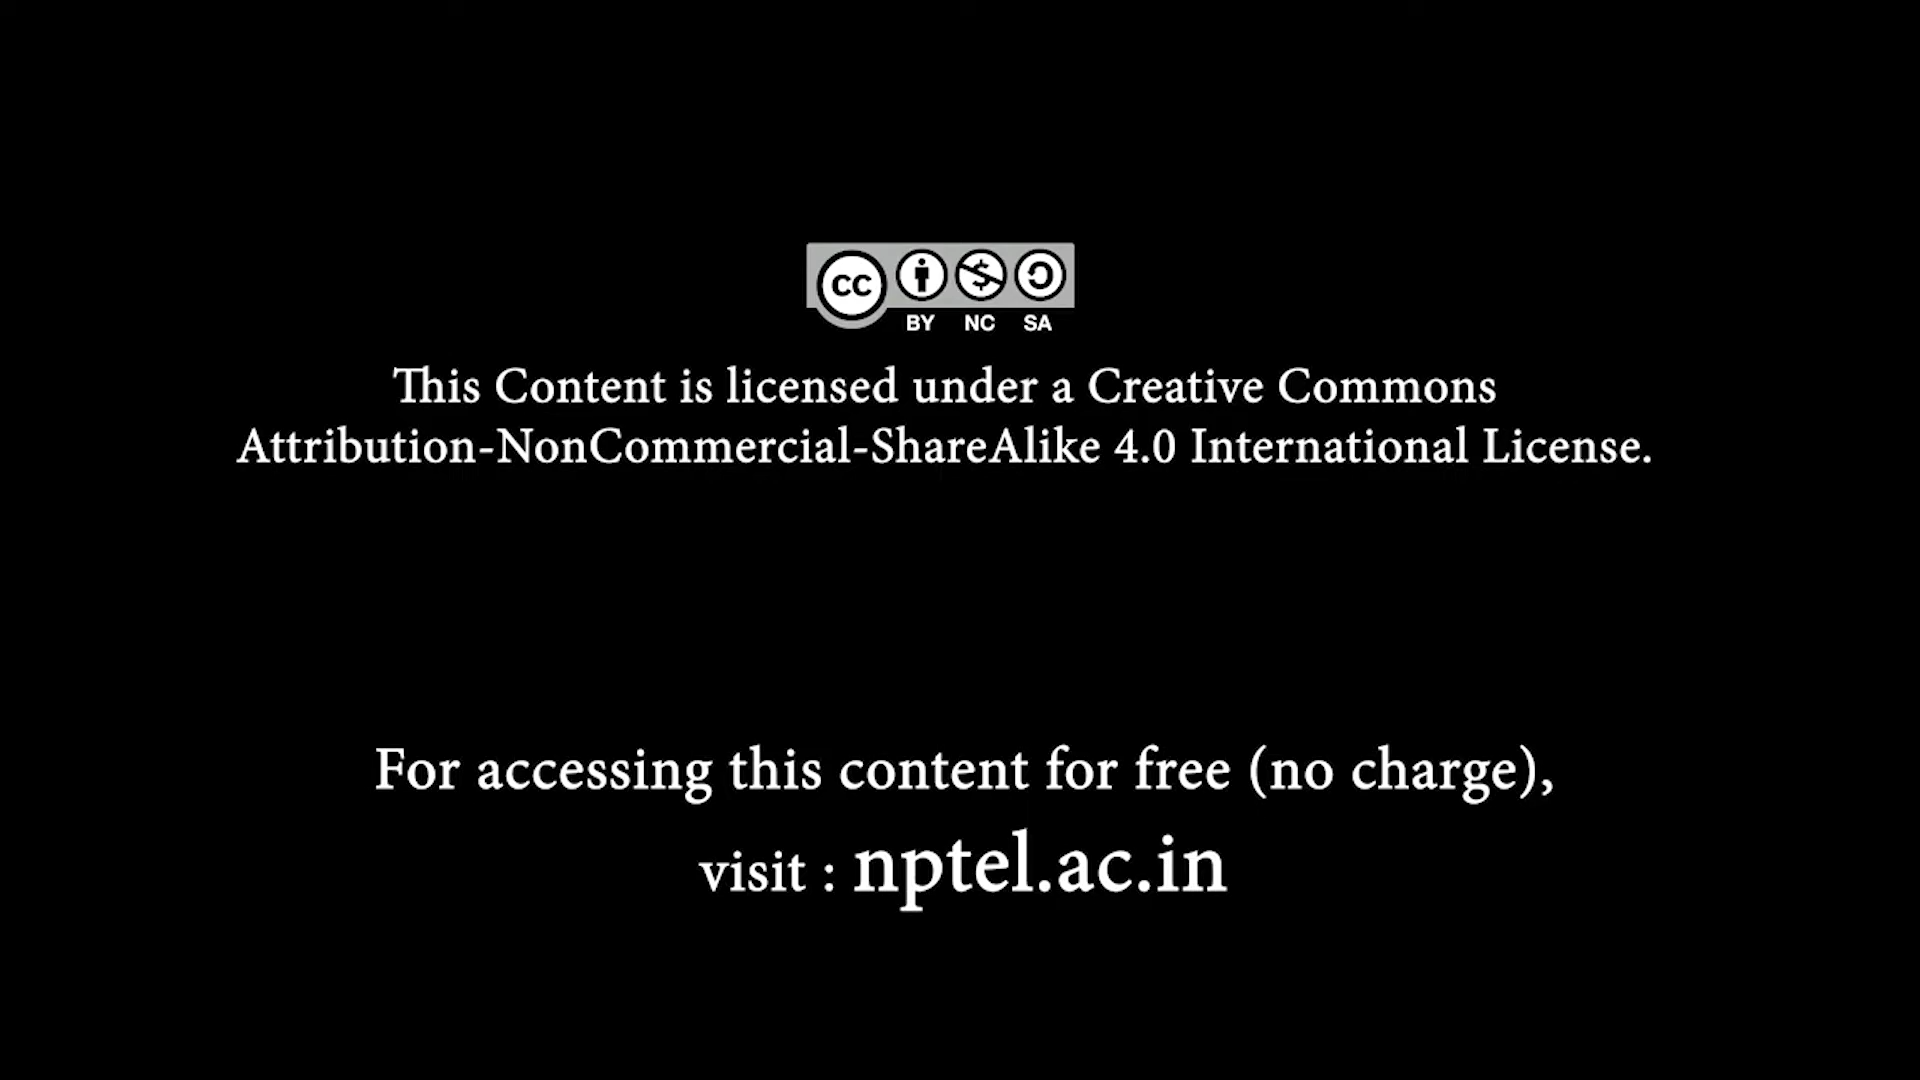 CC
BY NC SA
This Content is licensed under a Creative Commons
Attribution-NonCommercial-ShareAlike 4.0 International License.
For accessing this content for free (no charge),
visit : nptel.ac.in